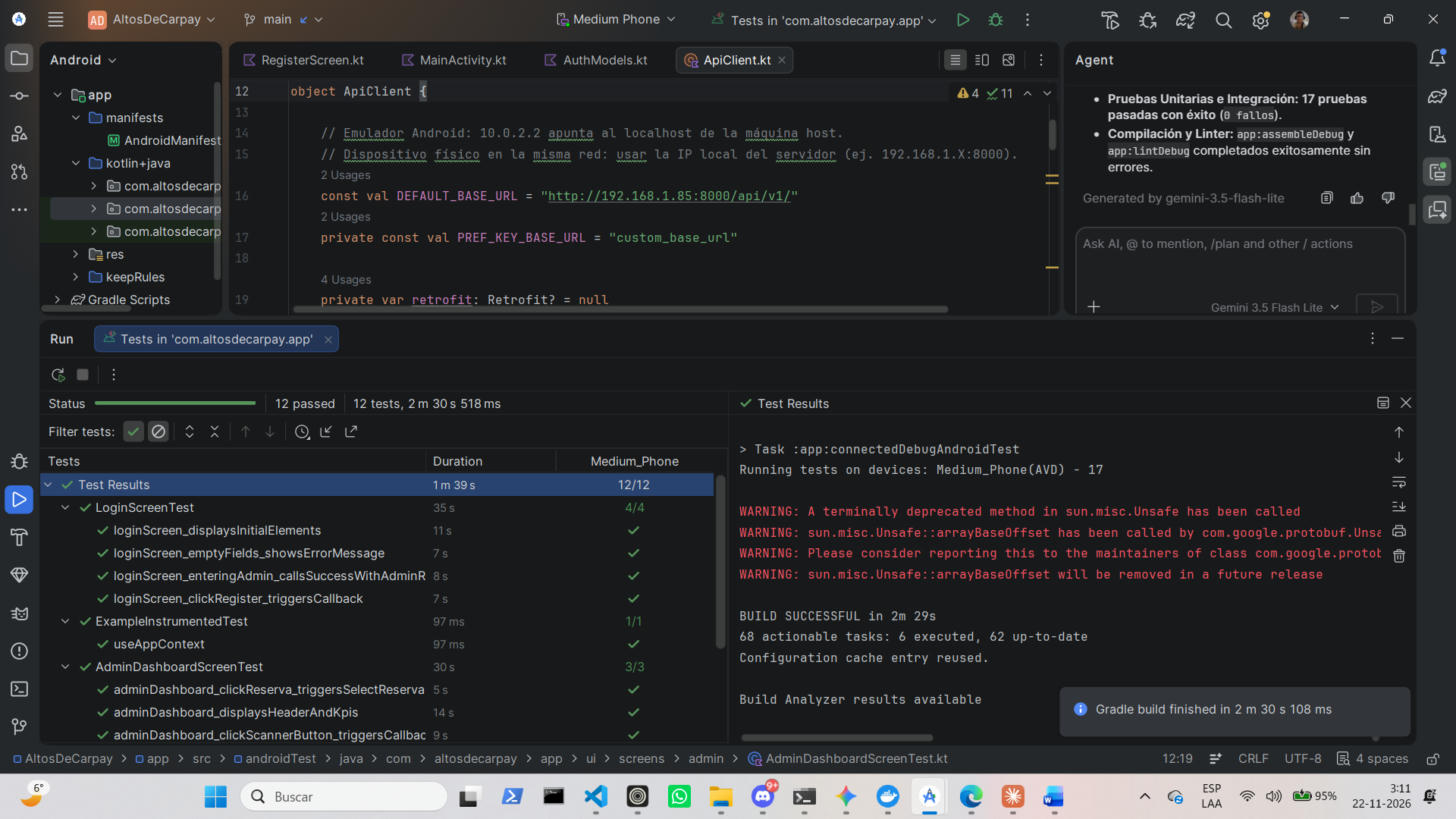 AD AltosDeCarpay
main
Medium Phone
Tests in 'com.altosdecarpay.app'
Android
RegisterScreen.kt
MainActivity.kt
AuthModels.kt
ApiClient.kt
Agent
app
manifests
AndroidManifest
kotlin+java
com.altosdecarp
com.altosdecarp
com.altosdecarp
res
keepRules
Gradle Scripts
4 11
12 object ApiClient {
13
14 // Emulador Android: 10.0.2.2 apunta al localhost de la máquina host.
15 // Dispositivo físico en la misma red: usar la IP local del servidor (ej. 192.168.1.X:8000).
2 Usages
16 const val DEFAULT_BASE_URL = "http://192.168.1.85:8000/api/v1/"
2 Usages
17 private const val PREF_KEY_BASE_URL = "custom_base_url"
18
4 Usages
19 private var retrofit: Retrofit? = null
• Pruebas Unitarias e Integración: 17 pruebas
pasadas con éxito (0 fallos).
• Compilación y Linter: app:assembleDebug y
app:lintDebug completados exitosamente sin
errores.
Generated by gemini-3.5-flash-lite
Ask AI, @ to mention, /plan and other / actions
Gemini 3.5 Flash Lite
Run
Tests in 'com.altosdecarpay.app'
Status
12 passed
12 tests, 2 m 30 s 518 ms
Filter tests:
Tests Duration Medium_Phone
Test Results 1 m 39 s 12/12
LoginScreenTest 35 s 4/4
loginScreen_displaysInitialElements 11 s
loginScreen_emptyFields_showsErrorMessage 7 s
loginScreen_enteringAdmin_callsSuccessWithAdminR 8 s
loginScreen_clickRegister_triggersCallback 7 s
ExampleInstrumentedTest 97 ms 1/1
useAppContext 97 ms
AdminDashboardScreenTest 30 s 3/3
adminDashboard_clickReserva_triggersSelectReserva 5 s
adminDashboard_displaysHeaderAndKpis 14 s
adminDashboard_clickScannerButton_triggersCallbac 9 s
Test Results
> Task :app:connectedDebugAndroidTest
Running tests on devices: Medium_Phone(AVD) - 17
WARNING: A terminally deprecated method in sun.misc.Unsafe has been called
WARNING: sun.misc.Unsafe::arrayBaseOffset has been called by com.google.protobuf.Unsa
WARNING: Please consider reporting this to the maintainers of class com.google.protob
WARNING: sun.misc.Unsafe::arrayBaseOffset will be removed in a future release
BUILD SUCCESSFUL in 2m 29s
68 actionable tasks: 6 executed, 62 up-to-date
Configuration cache entry reused.
Build Analyzer results available
Gradle build finished in 2 m 30 s 108 ms
AltosDeCarpay > app > src > androidTest > java > com > altosdecarpay > app > ui > screens > admin > AdminDashboardScreenTest.kt
12:19 CRLF UTF-8 4 spaces
6°
Buscar
9+
ESP
LAA
95%
3:11
22-11-2026